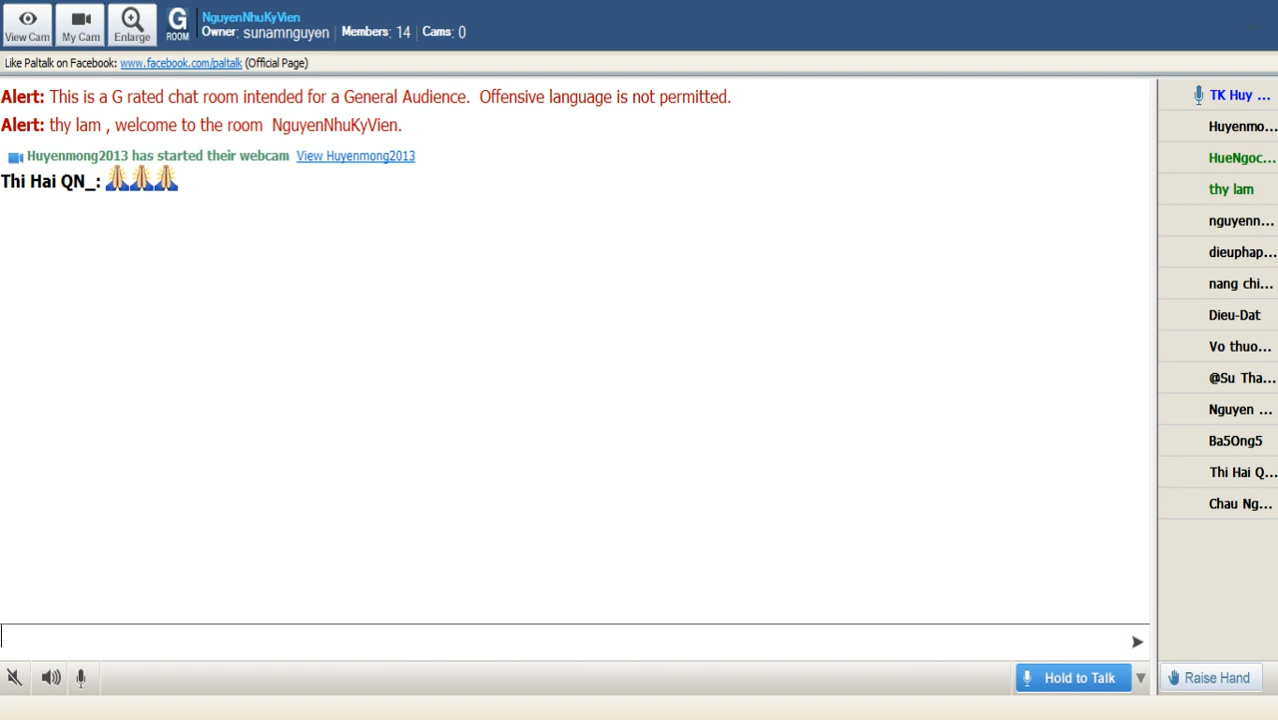 NguyenNhuKyVien
View Cam My Cam Enlarge G ROOM Owner: sunamnguyen Members: 14 Cams: 0
Like Paltalk on Facebook: www.facebook.com/paltalk (Official Page)
Alert: This is a G rated chat room intended for a General Audience. Offensive language is not permitted.
Alert: thy lam , welcome to the room NguyenNhuKyVien.
Huyenmong2013 has started their webcam View Huyenmong2013
Thi Hai QN_: 🙏🙏🙏
TK Huy ...
Huyenmo...
HueNgoc...
thy lam
nguyenn...
dieuphap...
nang chi...
Dieu-Dat
Vo thuo...
@Su Tha...
Nguyen ...
Ba5Ong5
Thi Hai Q...
Chau Ng...
Hold to Talk
Raise Hand